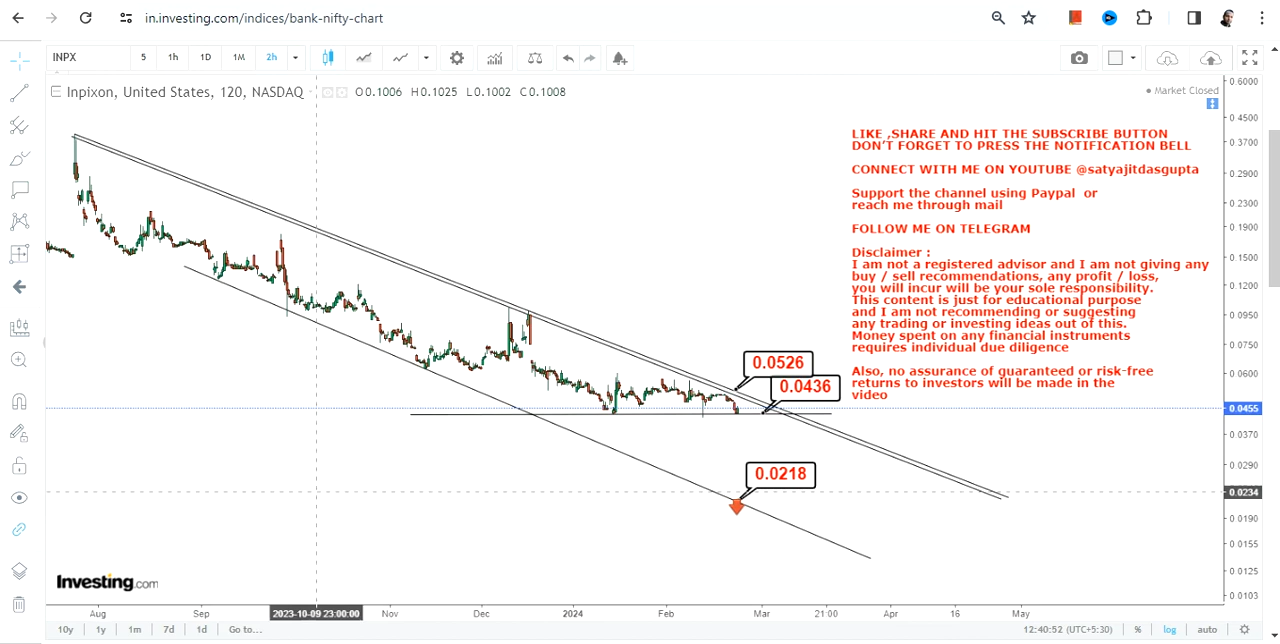 in.investing.com/indices/bank-nifty-chart
INPX 5 1h 1D 1M 2h
Inpixon, United States, 120, NASDAQ O0.1006 H0.1025 L0.1002 C0.1008
Market Closed
LIKE ,SHARE AND HIT THE SUBSCRIBE BUTTON
DON'T FORGET TO PRESS THE NOTIFICATION BELL
CONNECT WITH ME ON YOUTUBE @satyajitdasgupta
Support the channel using Paypal or
reach me through mail
FOLLOW ME ON TELEGRAM
Disclaimer :
I am not a registered advisor and I am not giving any
buy / sell recommendations, any profit / loss,
you will incur will be your sole responsibility.
This content is just for educational purpose
and I am not recommending or suggesting
any trading or investing ideas out of this.
Money spent on any financial instruments
requires individual due diligence
Also, no assurance of guaranteed or risk-free
returns to investors will be made in the
video
0.0526
0.0436
0.0218
0.6000
0.4500
0.3700
0.2900
0.2300
0.1900
0.1500
0.1200
0.0950
0.0750
0.0600
0.0455
0.0370
0.0290
0.0234
0.0190
0.0155
0.0125
0.0103
Investing.com
Aug Sep 2023-10-09 23:00:00 Nov Dec 2024 Feb Mar 21:00 Apr 16 May
10y 1y 1m 7d 1d Go to... 12:40:52 (UTC+5:30) % log auto